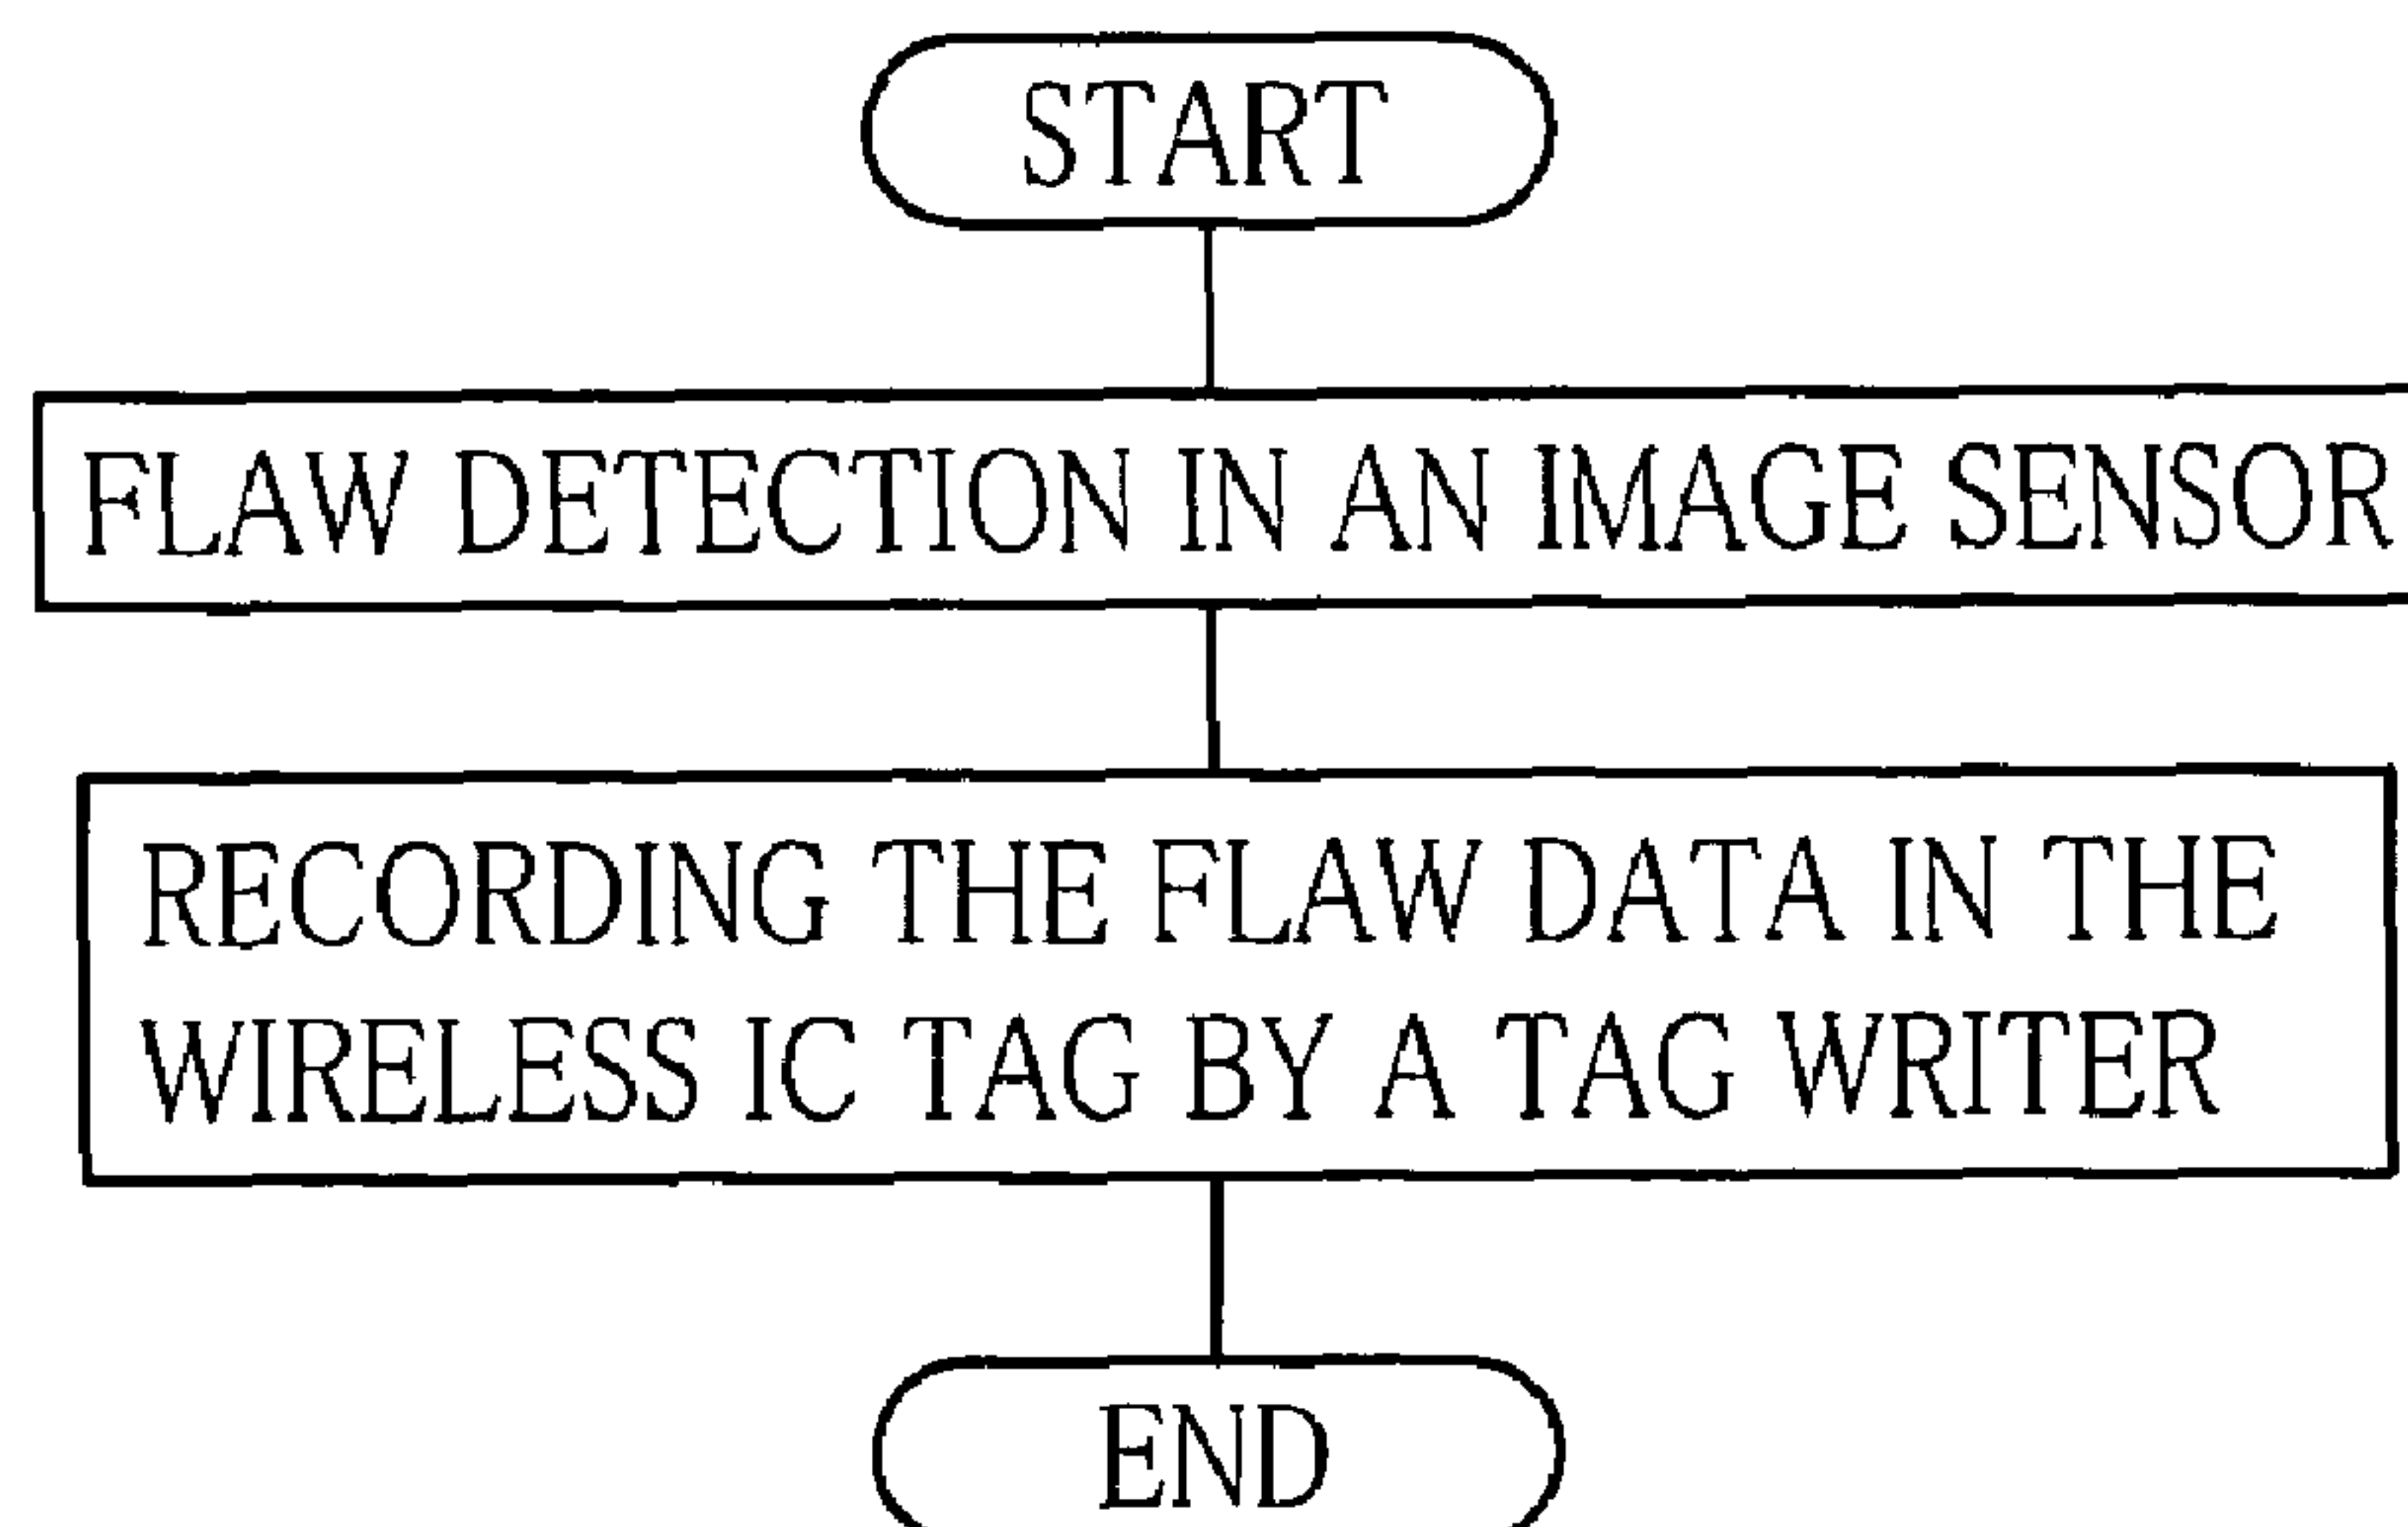 START
FLAW DETECTION IN AN IMAGE SENSOR
RECORDING THE FLAW DATA IN THE
WIRELESS IC TAG BY A TAG WRITER
END